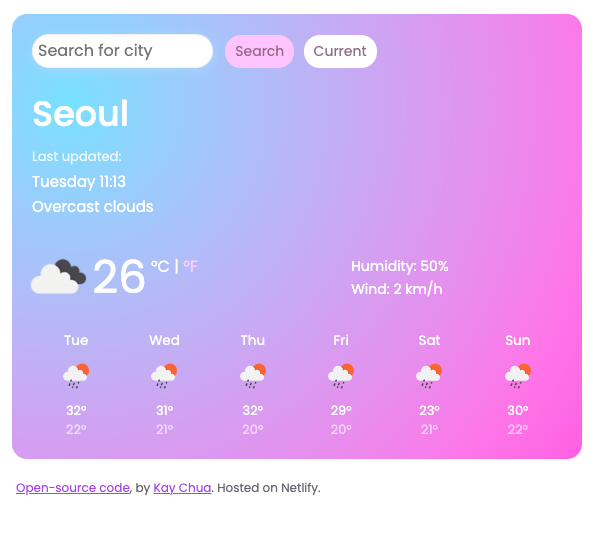 Search for city Search Current
Seoul
Last updated:
Tuesday 11:13
Overcast clouds
26 °C | °F
Humidity: 50%
Wind: 2 km/h
Tue Wed Thu Fri Sat Sun
32° 31° 32° 29° 23° 30°
22° 21° 20° 20° 21° 22°
Open-source code, by Kay Chua. Hosted on Netlify.